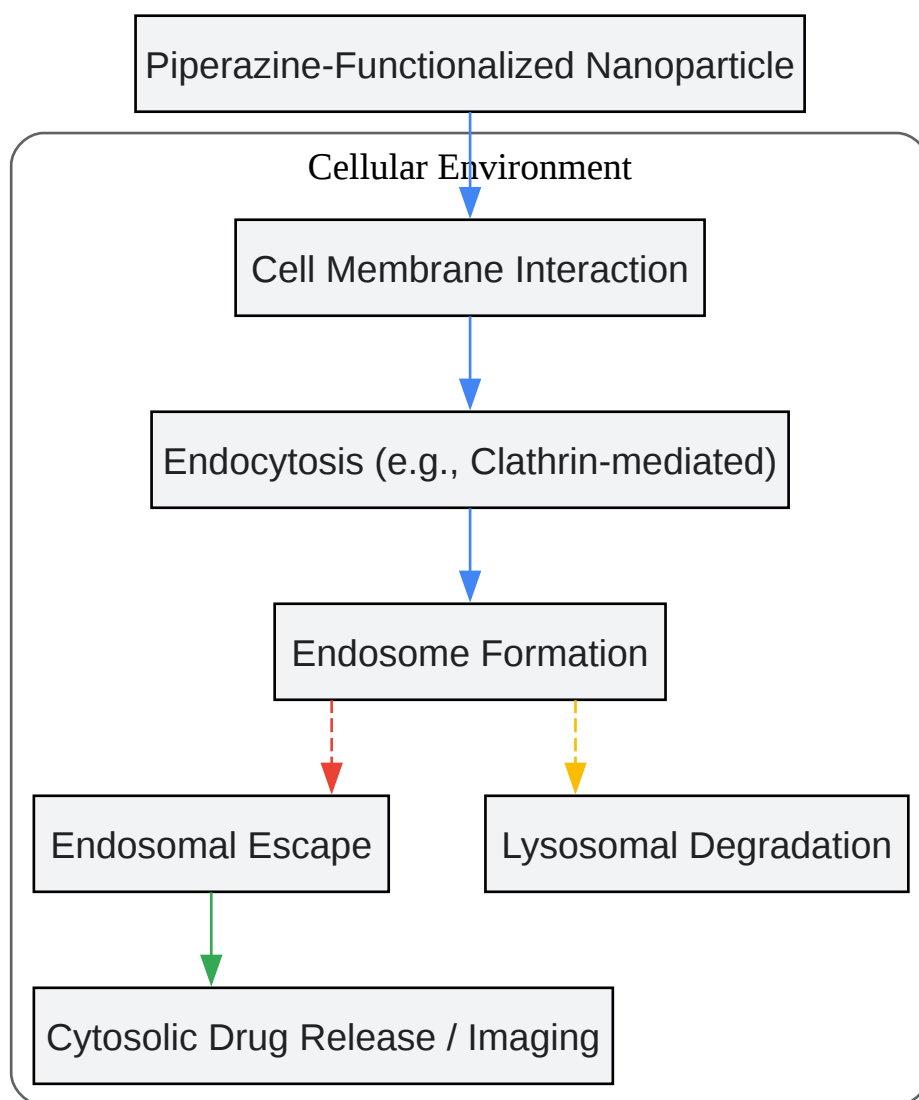 Piperazine-Functionalized Nanoparticle
Cellular Environment
Cell Membrane Interaction
Endocytosis (e.g., Clathrin-mediated)
Endosome Formation
Endosomal Escape
Lysosomal Degradation
Cytosolic Drug Release / Imaging